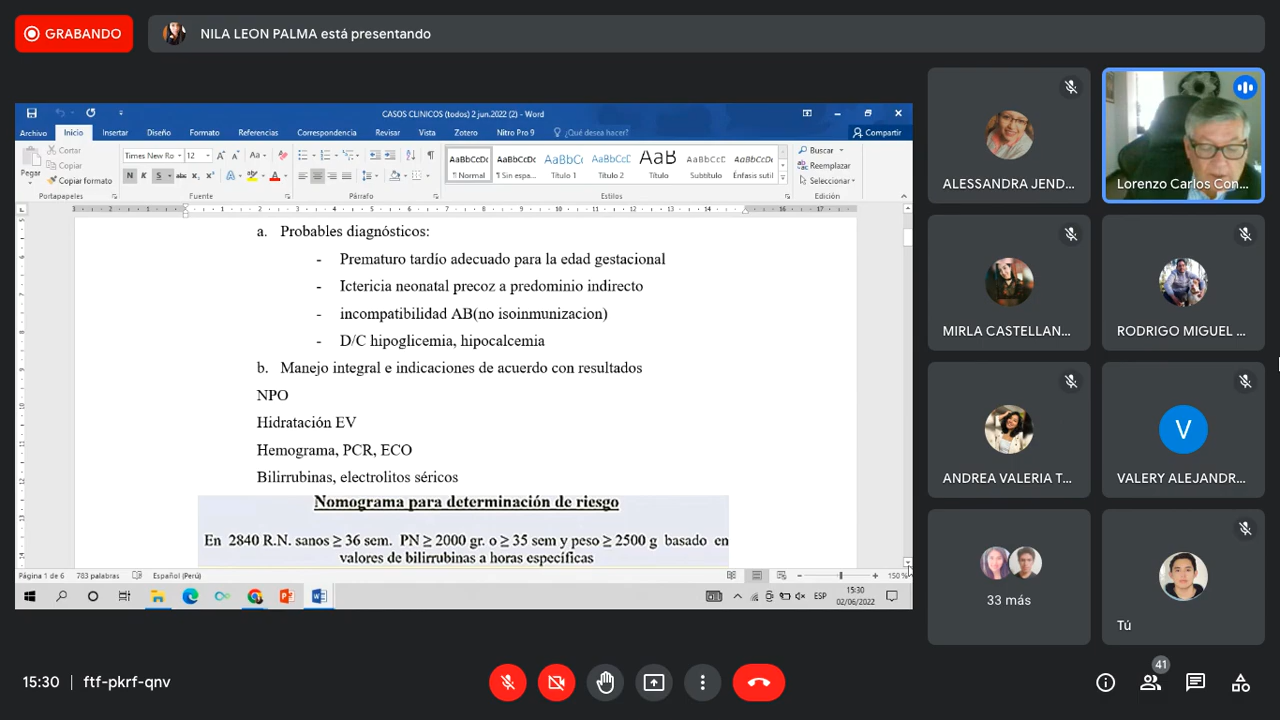 GRABANDO
NILA LEON PALMA está presentando
CASOS CLINICOS (todos) 2 jun.2022 (2) - Word
Archivo Inicio Insertar Diseño Formato Referencias Correspondencia Revisar Vista Zotero Nitro Pro 9 ¿Qué desea hacer? Compartir
Pegar
Cortar
Copiar
Copiar formato
Portapapeles
Times New Ro 12
Fuente
Párrafo
AaBbCcDc AaBbCcDc AaBbCc AaBbCcC AaB AaBbCcC AaBbCcDc
¶ Normal ¶ Sin espa... Título 1 Título 2 Título Subtítulo Énfasis sutil
Estilos
Buscar
Reemplazar
Seleccionar
Edición
a. Probables diagnósticos:
- Prematuro tardío adecuado para la edad gestacional
- Ictericia neonatal precoz a predominio indirecto
- incompatibilidad AB(no isoinmunizacion)
- D/C hipoglicemia, hipocalcemia
b. Manejo integral e indicaciones de acuerdo con resultados
NPO
Hidratación EV
Hemograma, PCR, ECO
Bilirrubinas, electrolitos séricos
Nomograma para determinación de riesgo
En 2840 R.N. sanos ≥ 36 sem. PN ≥ 2000 gr. o ≥ 35 sem y peso ≥ 2500 g basado en
valores de bilirrubinas a horas específicas
Página 1 de 6 783 palabras Español (Perú) 150 %
ESP
15:30
02/06/2022
ALESSANDRA JEND...
Lorenzo Carlos Con...
MIRLA CASTELLAN...
RODRIGO MIGUEL ...
ANDREA VALERIA T...
V
VALERY ALEJANDR...
33 más
Tú
15:30 | ftf-pkrf-qnv
41